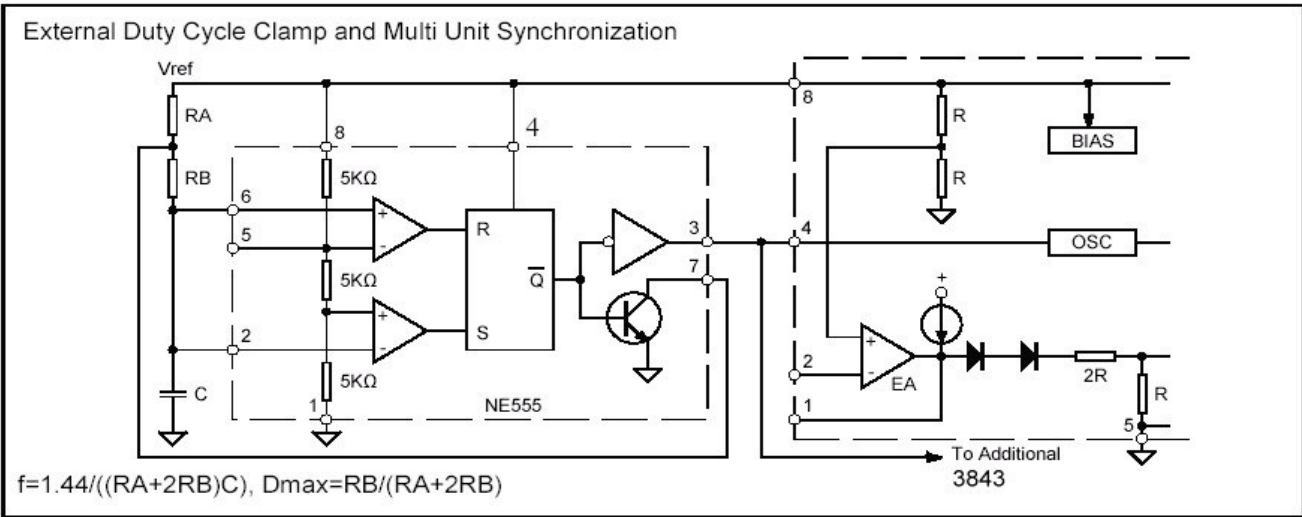 External Duty Cycle Clamp and Multi Unit Synchronization
Vref
RA
RB
C
8
4
5KΩ
6
5
5KΩ
2
5KΩ
1
NE555
R
S
Q̅
3
7
8
R
R
BIAS
4
OSC
+
2
1
+
-
EA
2R
R
5
+
-
+
-
To Additional
3843
f=1.44/((RA+2RB)C), Dmax=RB/(RA+2RB)